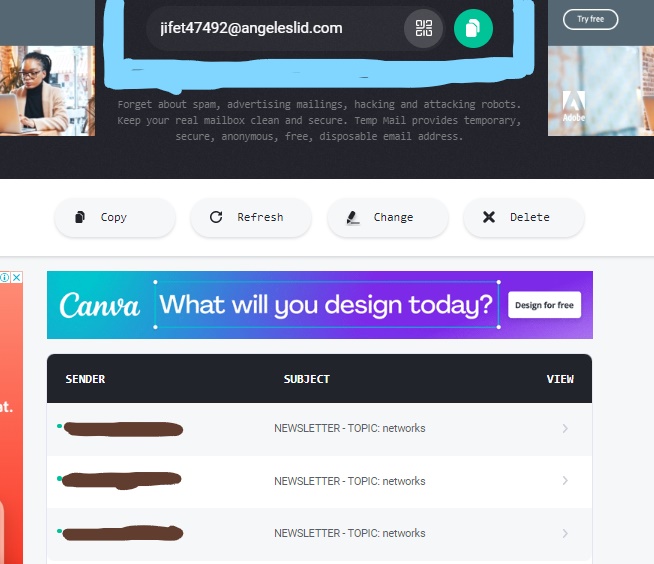 jifet47492@angeleslid.com
Try free
Forget about spam, advertising mailings, hacking and attacking robots.
Keep your real mailbox clean and secure. Temp Mail provides temporary,
secure, anonymous, free, disposable email address.
Adobe
Copy
Refresh
Change
Delete
Canva
What will you design today?
Design for free
SENDER
SUBJECT
VIEW
NEWSLETTER - TOPIC: networks
NEWSLETTER - TOPIC: networks
NEWSLETTER - TOPIC: networks